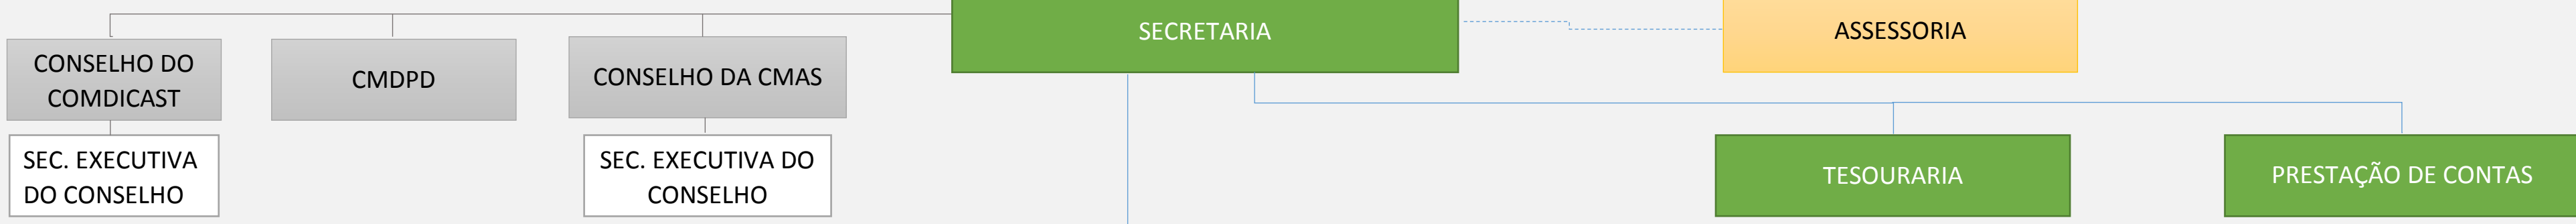 SECRETARIA
ASSESSORIA
CONSELHO DO
COMDICAST
CMDPD
CONSELHO DA CMAS
SEC. EXECUTIVA
DO CONSELHO
SEC. EXECUTIVA DO
CONSELHO
TESOURARIA
PRESTAÇÃO DE CONTAS